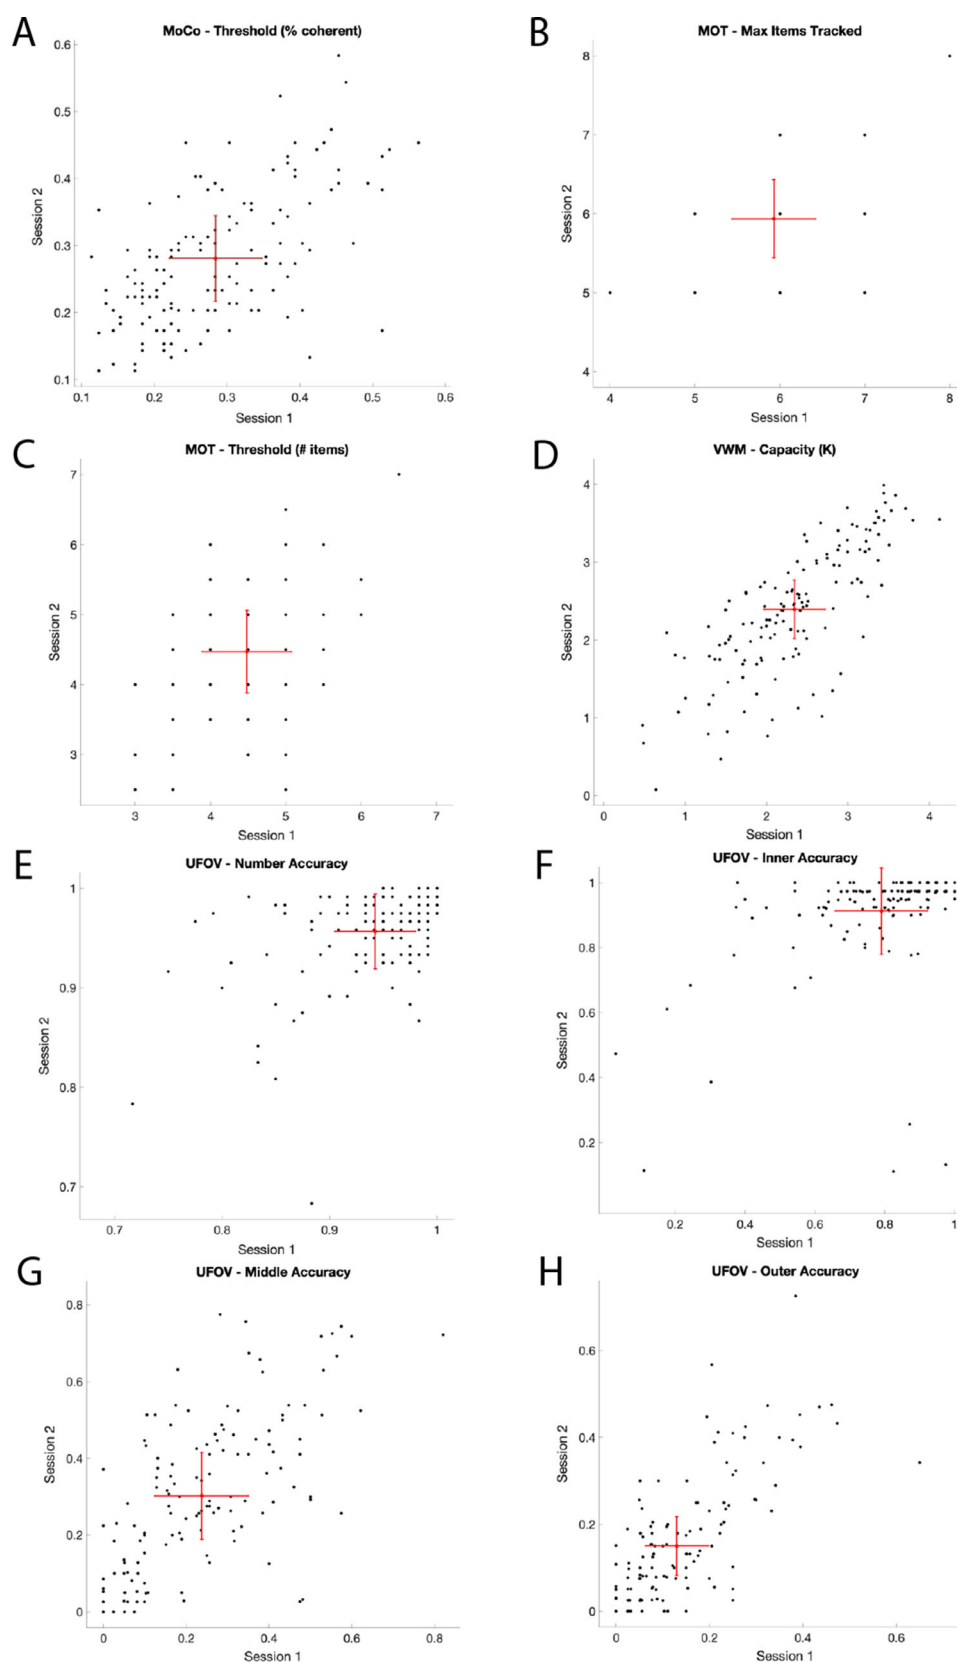 A
MoCo - Threshold (% coherent)
0.6
0.5
0.4
0.3
0.2
0.1
Session 2
0.1 0.2 0.3 0.4 0.5 0.6
Session 1
B
MOT - Max Items Tracked
8
7
6
5
4
Session 2
4 5 6 7 8
Session 1
C
MOT - Threshold (# items)
7
6
5
4
3
Session 2
3 4 5 6 7
Session 1
D
VWM - Capacity (K)
4
3
2
1
0
Session 2
0 1 2 3 4
Session 1
E
UFOV - Number Accuracy
1
0.9
0.8
0.7
Session 2
0.7 0.8 0.9 1
Session 1
F
UFOV - Inner Accuracy
1
0.8
0.6
0.4
0.2
Session 2
0.2 0.4 0.6 0.8 1
Session 1
G
UFOV - Middle Accuracy
0.8
0.6
0.4
0.2
0
Session 2
0 0.2 0.4 0.6 0.8
Session 1
H
UFOV - Outer Accuracy
0.6
0.4
0.2
0
Session 2
0 0.2 0.4 0.6
Session 1